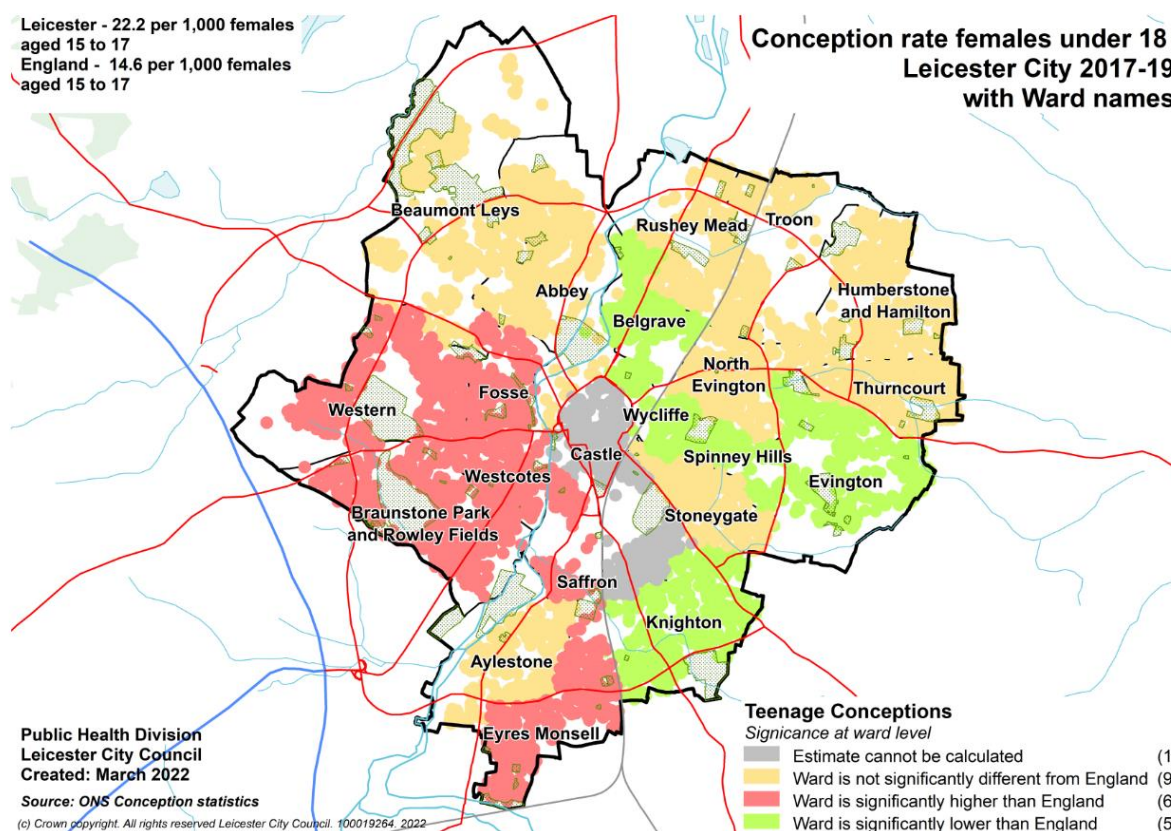 Leicester - 22.2 per 1,000 females
aged 15 to 17
England - 14.6 per 1,000 females
aged 15 to 17
Conception rate females under 18
Leicester City 2017-19
with Ward names
Beaumont Leys
Rushey Mead
Troon
Abbey
Humberstone
and Hamilton
Belgrave
North
Evington
Thurncourt
Fosse
Western
Wycliffe
Castle
Spinney Hills
Westcotes
Evington
Braunstone Park
and Rowley Fields
Stoneygate
Saffron
Knighton
Aylestone
Eyres Monsell
Public Health Division
Leicester City Council
Created: March 2022
Source: ONS Conception statistics
(c) Crown copyright. All rights reserved Leicester City Council. 100019264. 2022
Teenage Conceptions
Signicance at ward level
Estimate cannot be calculated (1
Ward is not significantly different from England (9
Ward is significantly higher than England (6
Ward is significantly lower than England (5